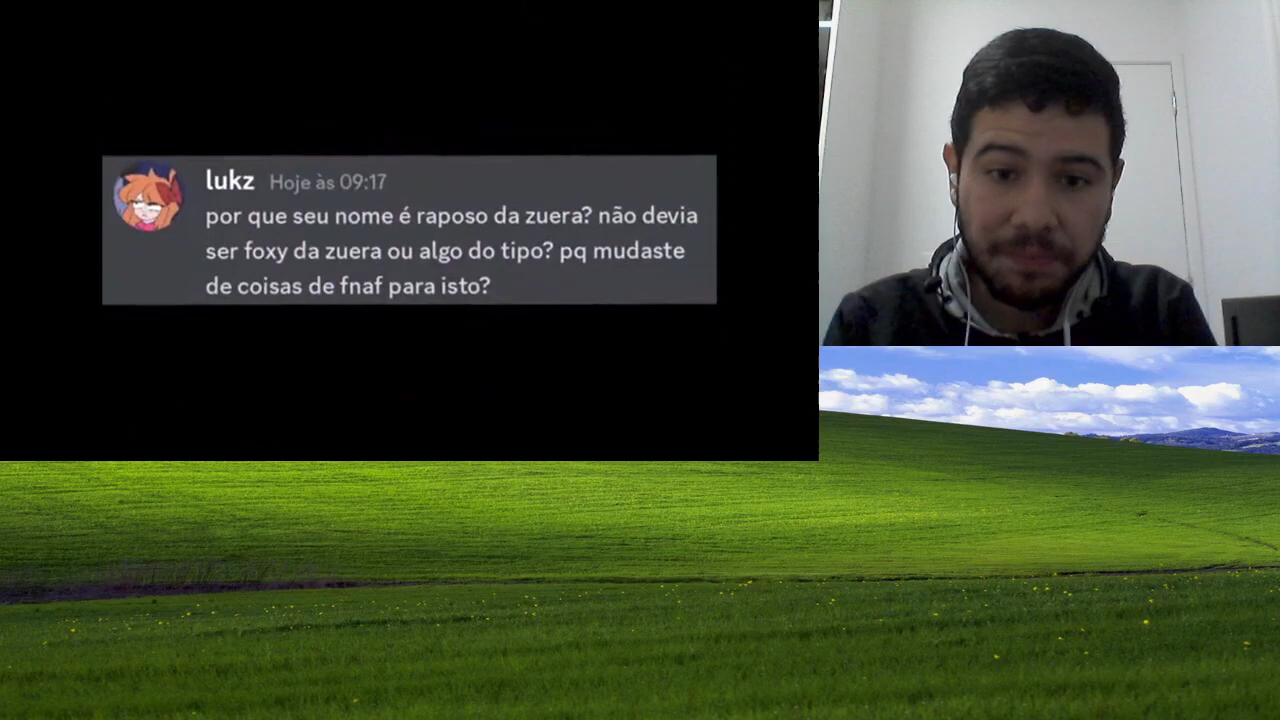 lukz Hoje às 09:17
por que seu nome é raposo da zuera? não devia
ser foxy da zuera ou algo do tipo? pq mudaste
de coisas de fnaf para isto?